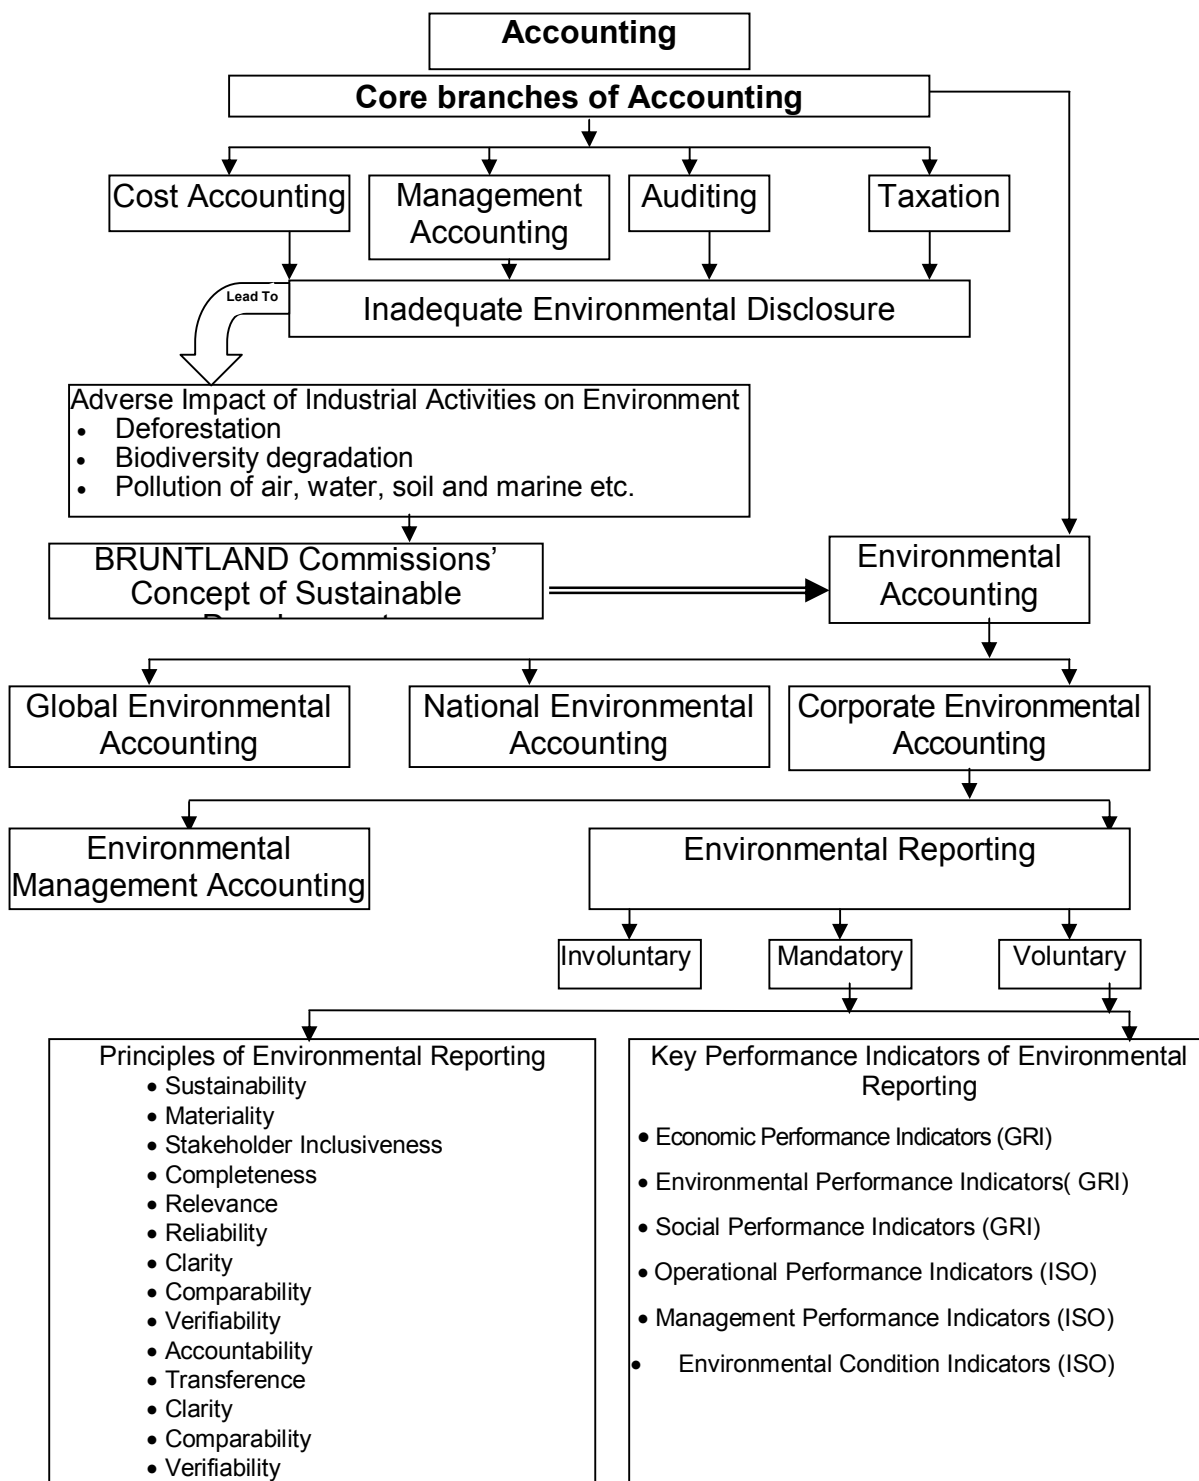 Accounting
Core branches of Accounting
Cost Accounting
Management
Accounting
Auditing
Taxation
Lead To
Inadequate Environmental Disclosure
Adverse Impact of Industrial Activities on Environment
• Deforestation
• Biodiversity degradation
• Pollution of air, water, soil and marine etc.
BRUNTLAND Commissions’
Concept of Sustainable
Environmental
Accounting
Global Environmental
Accounting
National Environmental
Accounting
Corporate Environmental
Accounting
Environmental
Management Accounting
Environmental Reporting
Involuntary
Mandatory
Voluntary
Principles of Environmental Reporting
• Sustainability
• Materiality
• Stakeholder Inclusiveness
• Completeness
• Relevance
• Reliability
• Clarity
• Comparability
• Verifiability
• Accountability
• Transference
• Clarity
• Comparability
• Verifiability
Key Performance Indicators of Environmental
Reporting
• Economic Performance Indicators (GRI)
• Environmental Performance Indicators( GRI)
• Social Performance Indicators (GRI)
• Operational Performance Indicators (ISO)
• Management Performance Indicators (ISO)
• Environmental Condition Indicators (ISO)